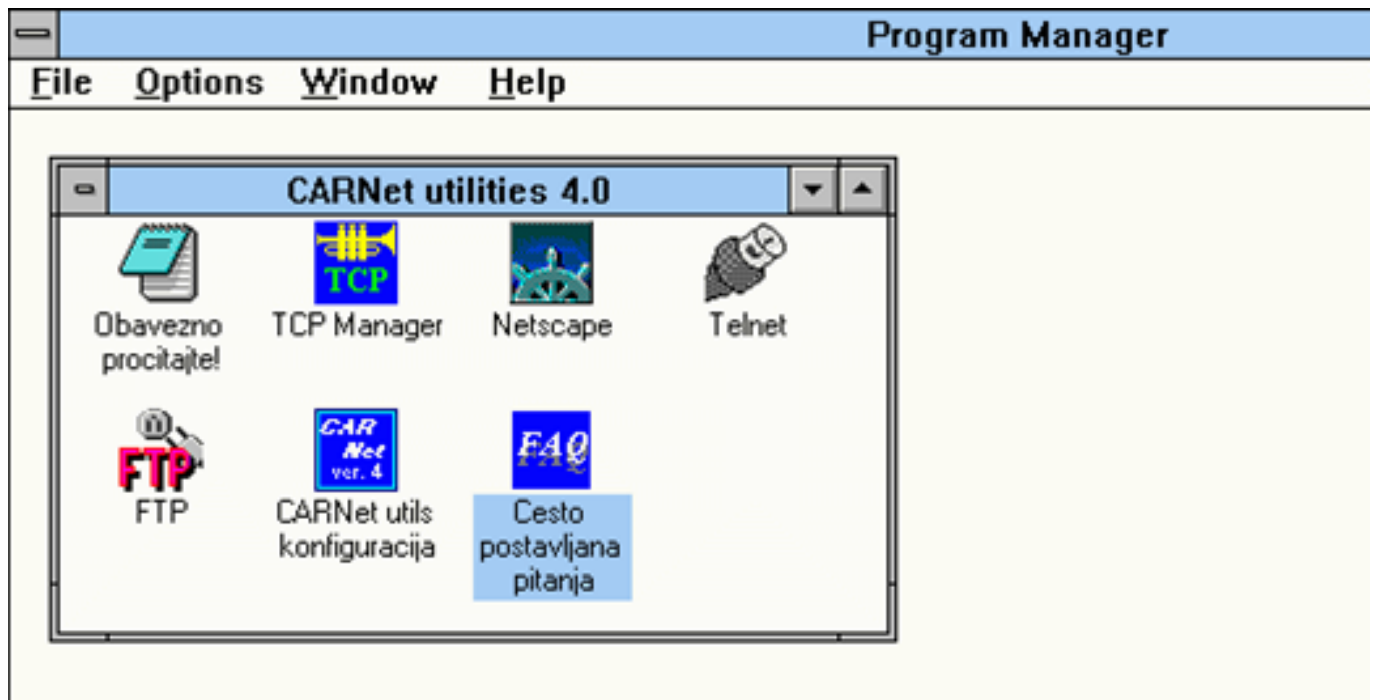 Program Manager
File Options Window Help
CARNet utilities 4.0
TCP
Obavezno
procitajte!
TCP Manager
Netscape
Telnet
FTP
FTP
CAR
Net
ver. 4
CARNet utils
konfiguracija
FAQ
Cesto
postavljana
pitanja